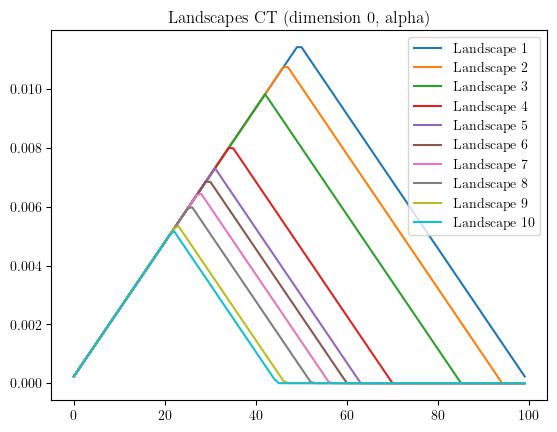 Landscapes CT (dimension 0, alpha)
Landscape 1
Landscape 2
Landscape 3
Landscape 4
Landscape 5
Landscape 6
Landscape 7
Landscape 8
Landscape 9
Landscape 10
0.010
0.008
0.006
0.004
0.002
0.000
0 20 40 60 80 100